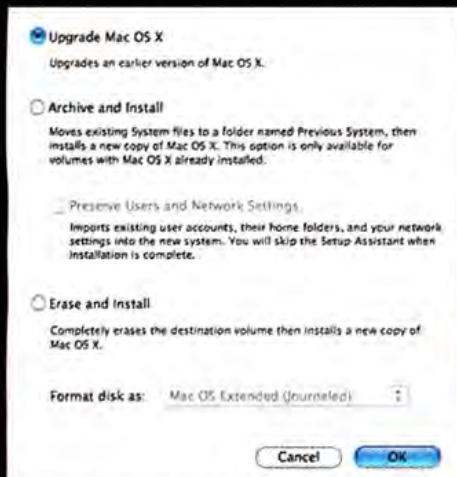 Upgrade Mac OS X
Upgrades an earlier version of Mac OS X.
Archive and Install
Moves existing System files to a folder named Previous System, then
installs a new copy of Mac OS X. This option is only available for
volumes with Mac OS X already installed.
Preserve Users and Network Settings
Imports existing user accounts, their home folders, and your network
settings into the new system. You will skip the Setup Assistant when
installation is complete.
Erase and Install
Completely erases the destination volume then installs a new copy of
Mac OS X.
Format disk as: Mac OS Extended (Journaled)
Cancel OK